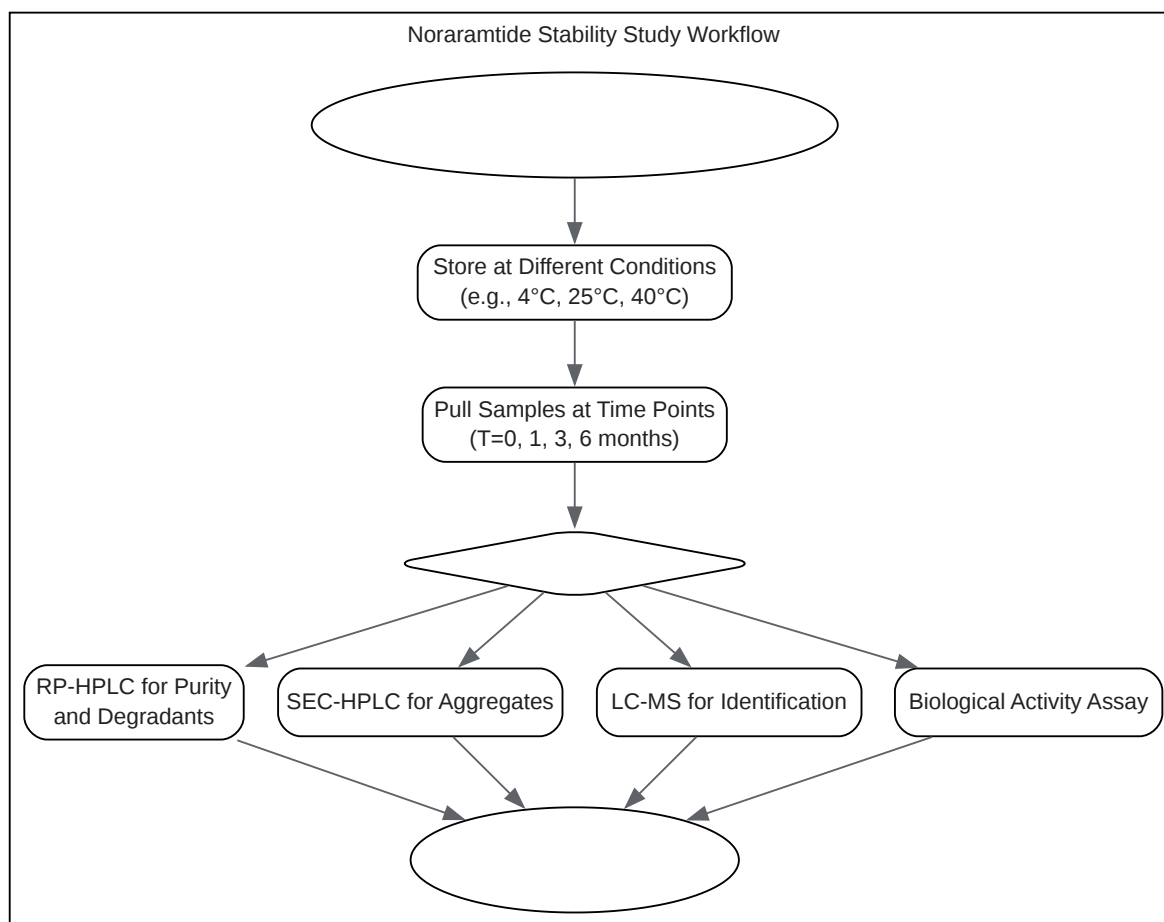 Noraramtide Stability Study Workflow
Store at Different Conditions
(e.g., 4°C, 25°C, 40°C)
Pull Samples at Time Points
(T=0, 1, 3, 6 months)
RP-HPLC for Purity
and Degradants
SEC-HPLC for Aggregates
LC-MS for Identification
Biological Activity Assay